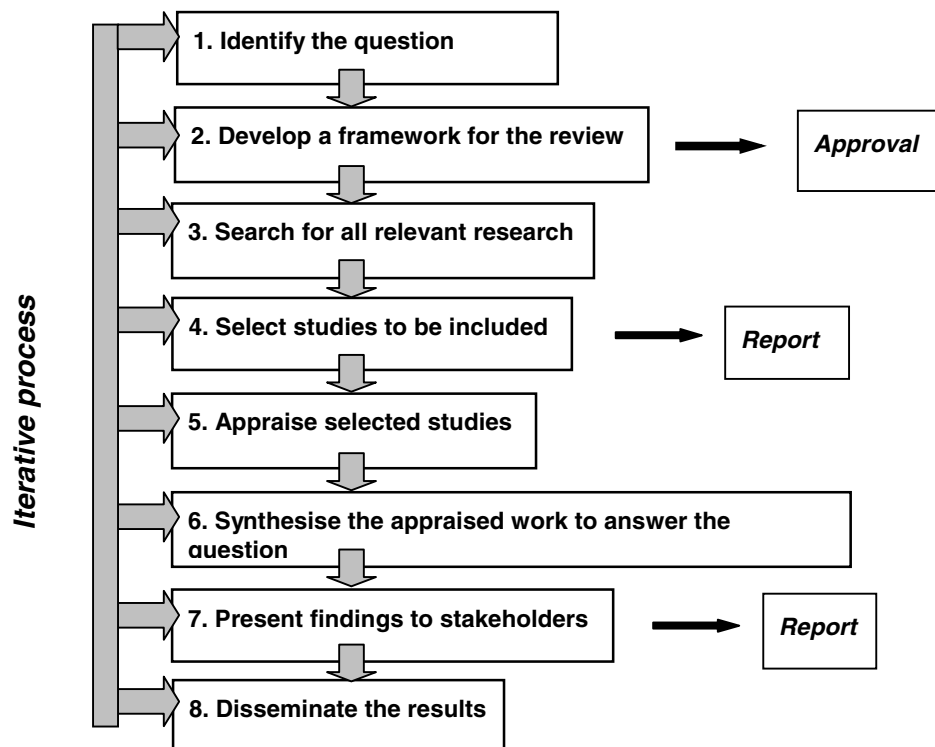 1. Identify the question
2. Develop a framework for the review
Approval
3. Search for all relevant research
4. Select studies to be included
Report
5. Appraise selected studies
6. Synthesise the appraised work to answer the
question
7. Present findings to stakeholders
Report
8. Disseminate the results
Iterative process